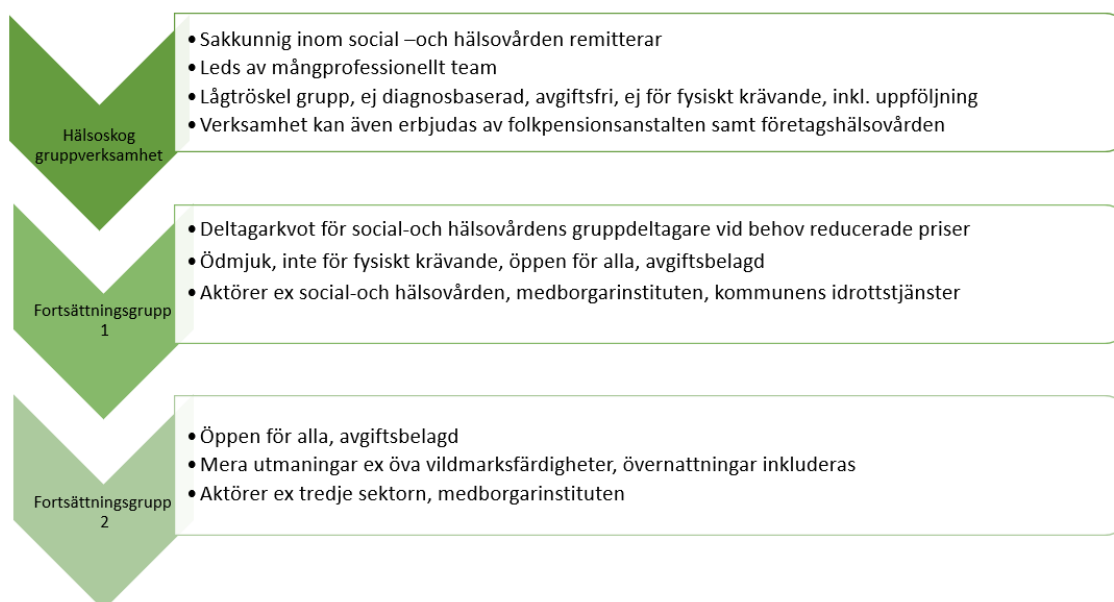 • Sakkunnig inom social –och hälsovården remitterar
• Leds av mångprofessionellt team
• Lågtröskel grupp, ej diagnosbaserad, avgiftsfri, ej för fysiskt krävande, inkl. uppföljning
• Verksamhet kan även erbjudas av folkpensionsanstalten samt företagshälsovården
Hälsoskog
gruppverksamhet
• Deltagarkvot för social-och hälsovårdens gruppdeltagare vid behov reducerade priser
• Ödmjuk, inte för fysiskt krävande, öppen för alla, avgiftsbelagd
• Aktörer ex social-och hälsovården, medborgarinstituten, kommunens idrottstjänster
Fortsättningsgrupp
1
• Öppen för alla, avgiftsbelagd
• Mera utmaningar ex öva vildmarksfärdigheter, övernattningar inkluderas
• Aktörer ex tredje sektorn, medborgarinstituten
Fortsättningsgrupp
2